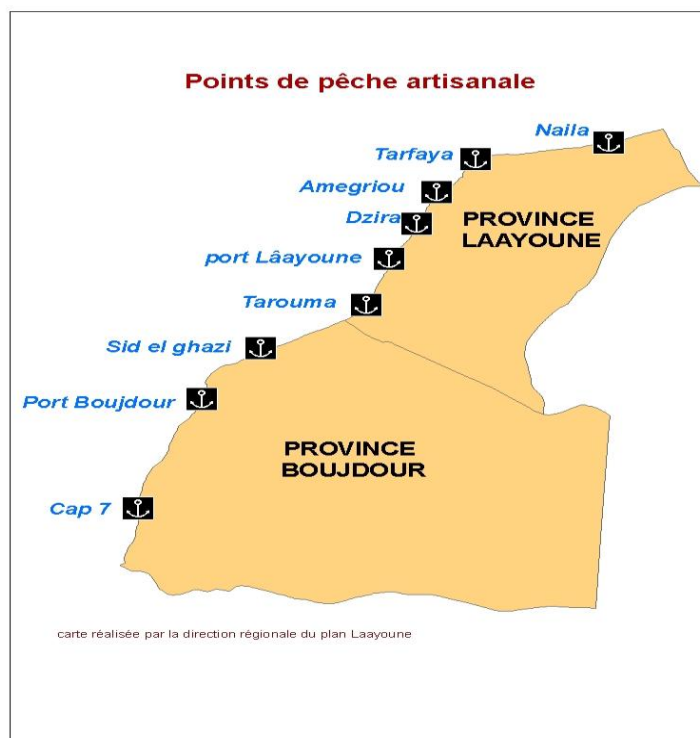 Points de pêche artisanale
Naila
Tarfaya
Amegriou
Dzira
PROVINCE
LAAYOUNE
port Lâayoune
Tarouma
Sid el ghazi
Port Boujdour
PROVINCE
BOUJDOUR
Cap 7
carte réalisée par la direction régionale du plan Laayoune